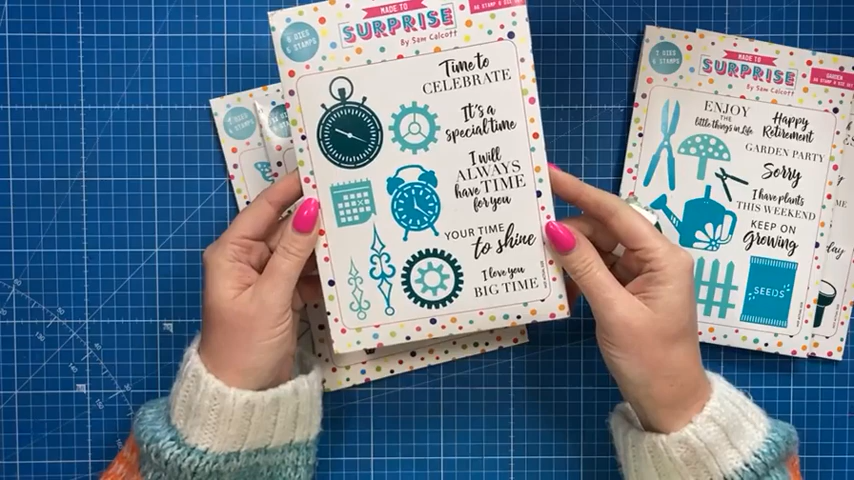 MADE TO
SURPRISE
By Sam Calcott
Time to
CELEBRATE
It's a
special time
I will
ALWAYS
have TIME
for you
YOUR TIME
to shine
I love you
BIG TIME
MADE TO
SURPRISE
By Sam Calcott
GARDEN
ENJOY
the
little things in Life
Happy
Retirement
GARDEN PARTY
Sorry
I have plants
THIS WEEKEND
KEEP ON
Growing
SEEDS